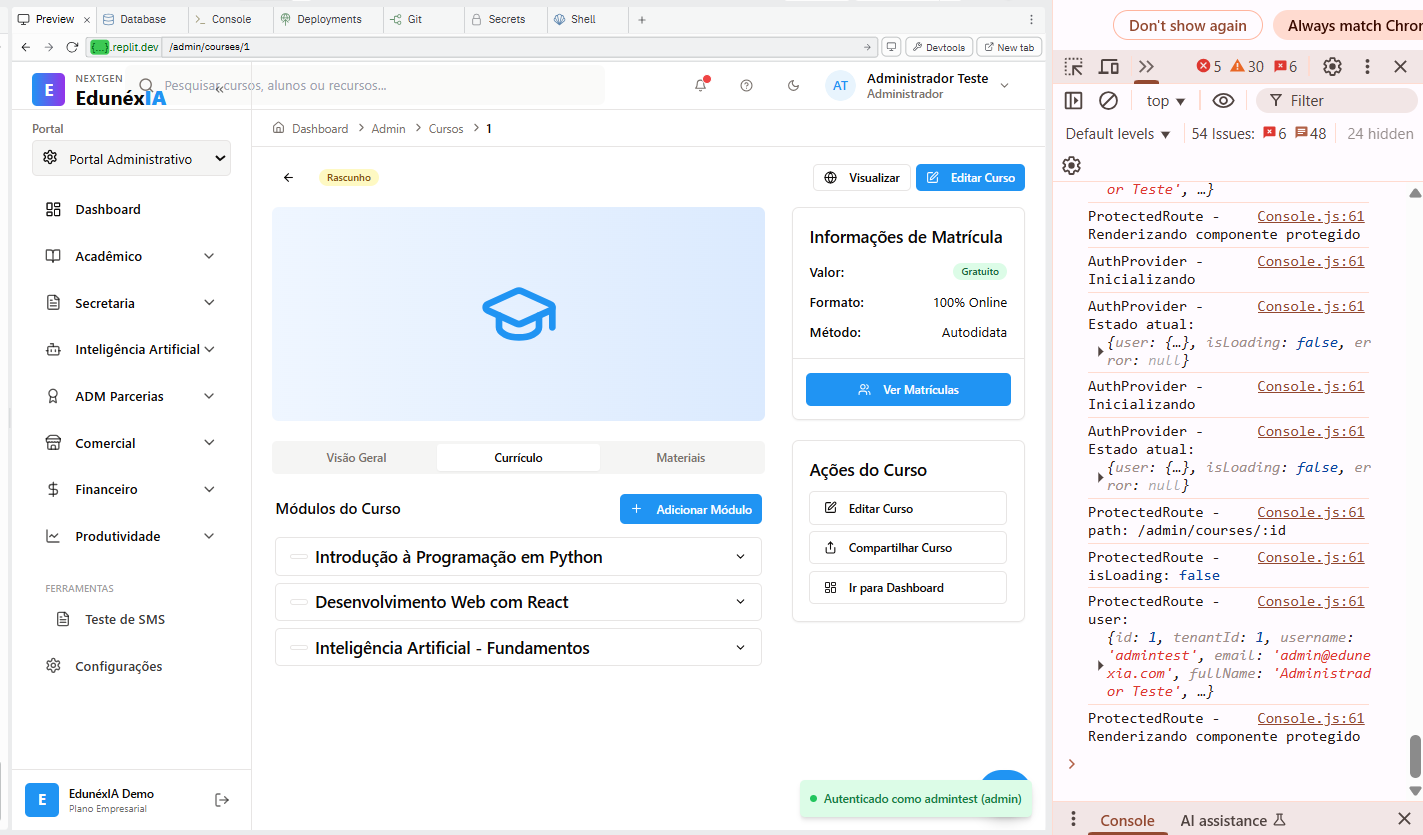 Preview
Database
Console
Deployments
Git
Secrets
Shell
{...}.replit.dev
/admin/courses/1
Devtools
New tab
E
NEXTGEN
EdunéxIA
Pesquisar cursos, alunos ou recursos...
AT
Administrador Teste
Administrador
Portal
Portal Administrativo
Dashboard
Acadêmico
Secretaria
Inteligência Artificial
ADM Parcerias
Comercial
Financeiro
Produtividade
FERRAMENTAS
Teste de SMS
Configurações
E
EdunéxIA Demo
Plano Empresarial
Dashboard > Admin > Cursos > 1
Rascunho
Visualizar
Editar Curso
Visão Geral
Currículo
Materiais
Módulos do Curso
Adicionar Módulo
Introdução à Programação em Python
Desenvolvimento Web com React
Inteligência Artificial - Fundamentos
Informações de Matrícula
Valor: Gratuito
Formato: 100% Online
Método: Autodidata
Ver Matrículas
Ações do Curso
Editar Curso
Compartilhar Curso
Ir para Dashboard
Autenticado como admintest (admin)
Don't show again
Always match Chro
5 30 6
top
Filter
Default levels
54 Issues: 6 48
24 hidden
or Teste', …}
ProtectedRoute - Console.js:61
Renderizando componente protegido
AuthProvider - Console.js:61
Inicializando
AuthProvider - Console.js:61
Estado atual:
{user: {…}, isLoading: false, er
ror: null}
AuthProvider - Console.js:61
Inicializando
AuthProvider - Console.js:61
Estado atual:
{user: {…}, isLoading: false, er
ror: null}
ProtectedRoute - Console.js:61
path: /admin/courses/:id
ProtectedRoute - Console.js:61
isLoading: false
ProtectedRoute - Console.js:61
user:
{id: 1, tenantId: 1, username:
'admintest', email: 'admin@edune
xia.com', fullName: 'Administrad
or Teste', …}
ProtectedRoute - Console.js:61
Renderizando componente protegido
Console
AI assistance